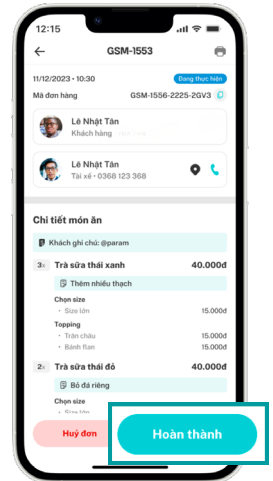 12:15
GSM-1553
11/12/2023 • 10:30
Đang thực hiện
Mã đơn hàng
GSM-1556-2225-2GV3
Lê Nhật Tân
Khách hàng
Lê Nhật Tân
Tài xế • 0368 123 368
Chi tiết món ăn
Khách ghi chú: @param
3x Trà sữa thái xanh 40.000đ
Thêm nhiều thạch
Chọn size
• Size lớn 15.000đ
Topping
• Trân châu 15.000đ
• Bánh flan 15.000đ
2x Trà sữa thái đỏ 40.000đ
Bỏ đá riêng
Chọn size
• Size lớn
Huỷ đơn
Hoàn thành